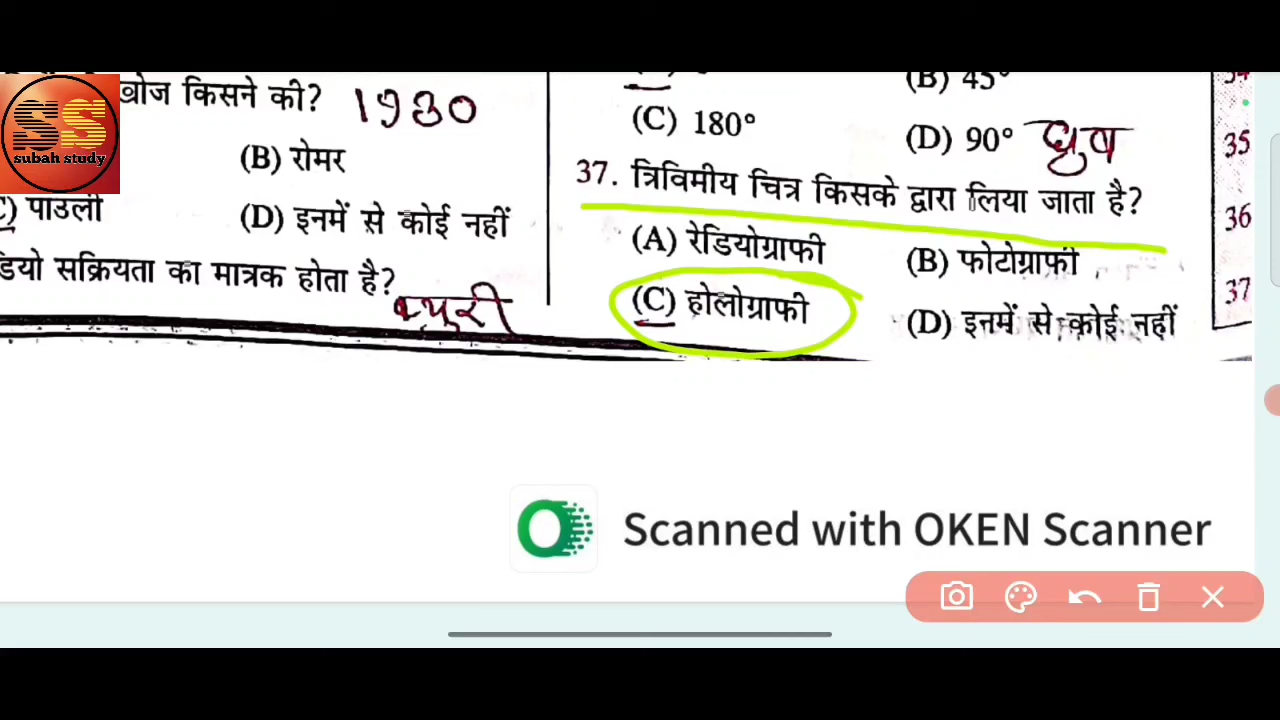 SS
subah study
खोज किसने की? 1930
(B) रोमर
पाउली
(D) इनमें से कोई नहीं
डियो सक्रियता का मात्रक होता है?
क्युरी
(B) 45°
(C) 180°
(D) 90° ध्रुव
37. त्रिविमीय चित्र किसके द्वारा लिया जाता है?
(A) रेडियोग्राफी
(B) फोटोग्राफी
(C) होलोग्राफी
(D) इनमें से कोई नहीं
35
36
37
Scanned with OKEN Scanner